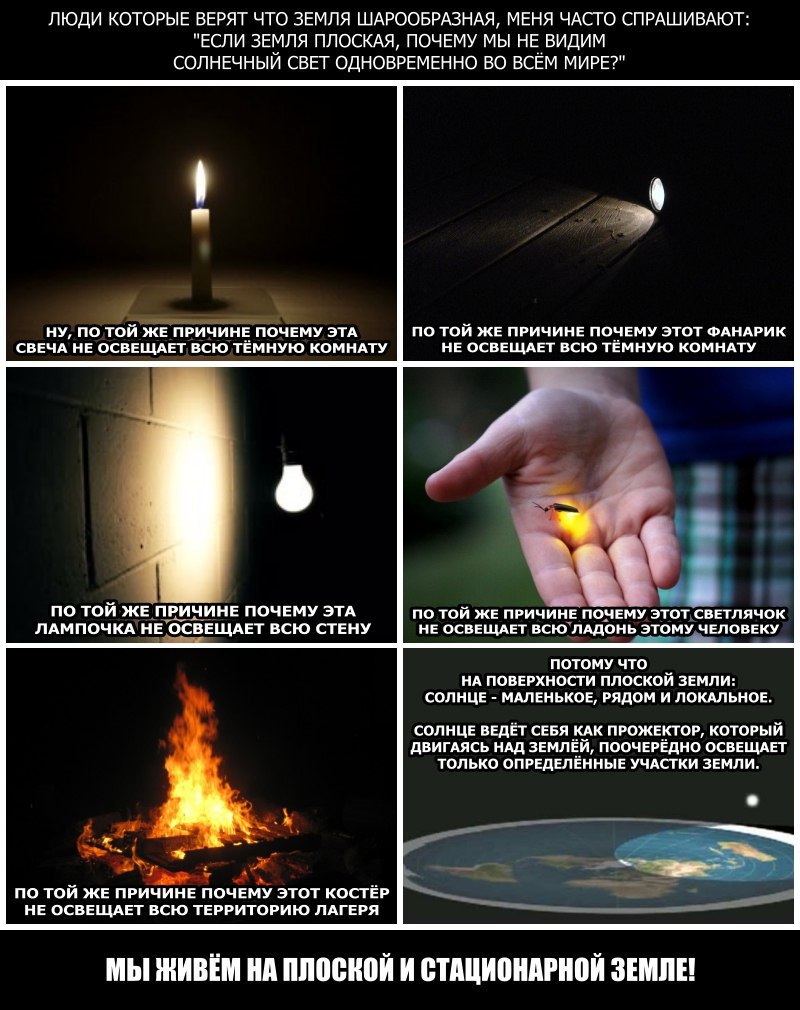 ЛЮДИ КОТОРЫЕ ВЕРЯТ ЧТО ЗЕМЛЯ ШАРООБРАЗНАЯ, МЕНЯ ЧАСТО СПРАШИВАЮТ:
"ЕСЛИ ЗЕМЛЯ ПЛОСКАЯ, ПОЧЕМУ МЫ НЕ ВИДИМ
СОЛНЕЧНЫЙ СВЕТ ОДНОВРЕМЕННО ВО ВСЁМ МИРЕ?"
НУ, ПО ТОЙ ЖЕ ПРИЧИНЕ ПОЧЕМУ ЭТА
СВЕЧА НЕ ОСВЕЩАЕТ ВСЮ ТЁМНУЮ КОМНАТУ
ПО ТОЙ ЖЕ ПРИЧИНЕ ПОЧЕМУ ЭТОТ ФАНАРИК
НЕ ОСВЕЩАЕТ ВСЮ ТЁМНУЮ КОМНАТУ
ПО ТОЙ ЖЕ ПРИЧИНЕ ПОЧЕМУ ЭТА
ЛАМПОЧКА НЕ ОСВЕЩАЕТ ВСЮ СТЕНУ
ПО ТОЙ ЖЕ ПРИЧИНЕ ПОЧЕМУ ЭТОТ СВЕТЛЯЧОК
НЕ ОСВЕЩАЕТ ВСЮ ЛАДОНЬ ЭТОМУ ЧЕЛОВЕКУ
ПО ТОЙ ЖЕ ПРИЧИНЕ ПОЧЕМУ ЭТОТ КОСТЁР
НЕ ОСВЕЩАЕТ ВСЮ ТЕРРИТОРИЮ ЛАГЕРЯ
ПОТОМУ ЧТО
НА ПОВЕРХНОСТИ ПЛОСКОЙ ЗЕМЛИ:
СОЛНЦЕ - МАЛЕНЬКОЕ, РЯДОМ И ЛОКАЛЬНОЕ.
СОЛНЦЕ ВЕДЁТ СЕБЯ КАК ПРОЖЕКТОР, КОТОРЫЙ
ДВИГАЯСЬ НАД ЗЕМЛЁЙ, ПООЧЕРЁДНО ОСВЕЩАЕТ
ТОЛЬКО ОПРЕДЕЛЁННЫЕ УЧАСТКИ ЗЕМЛИ.
МЫ ЖИВЁМ НА ПЛОСКОЙ И СТАЦИОНАРНОЙ ЗЕМЛЕ!